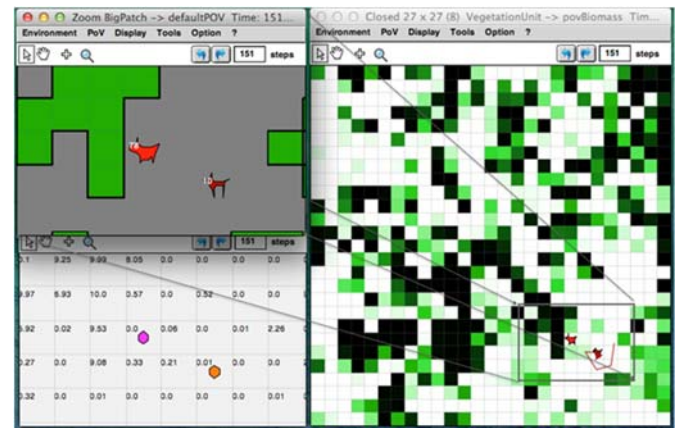 Zoom BigPatch -> defaultPOV Time: 151...
Environment PoV Display Tools Option ?
151 steps
151 steps
0.1 9.25 9.99 8.05 0.0 0.0 0.0 0.0
9.97 6.93 10.0 0.57 0.0 0.52 0.0 0.0
5.92 0.02 9.53 0.0 0.06 0.0 0.01 2.26
0.27 0.0 9.08 0.33 0.21 0.01 0.0 0.0
0.32 0.0 0.01 0.0 0.0 0.0 0.0 0.01
Closed 27 x 27 (8) VegetationUnit -> povBiomass Tim...
Environment PoV Display Tools Option ?
151 steps